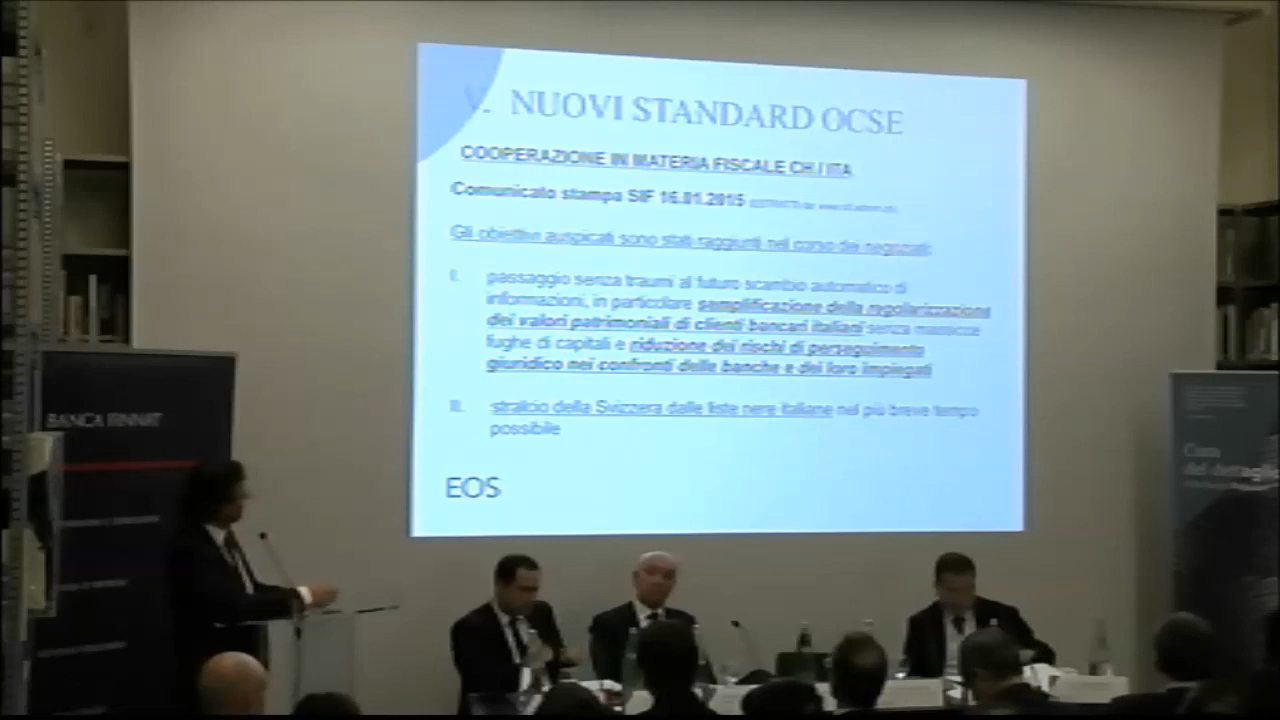 V. NUOVI STANDARD OCSE
COOPERAZIONE IN MATERIA FISCALE CH I ITA
Comunicato stampa SIF 16.01.2015
Gli obiettivi auspicati sono stati raggiunti nel corso dei negoziati:
I. passaggio senza traumi al futuro scambio automatico di
informazioni, in particolare semplificazione della regolarizzazione
dei valori patrimoniali di clienti bancari italiani senza massicce
fughe di capitali e riduzione dei rischi di perseguimento
giuridico nei confronti delle banche e dei loro impiegati
II. stralcio della Svizzera dalle liste nere italiane nel più breve tempo
possibile
EOS
BANCA FINNAT